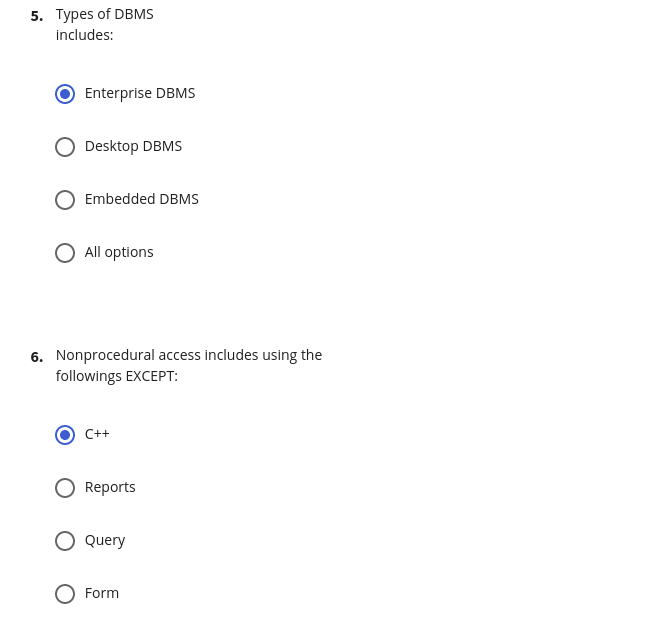 5. Types of DBMS
includes:
Enterprise DBMS
Desktop DBMS
Embedded DBMS
All options
6. Nonprocedural access includes using the
followings EXCEPT:
C++
Reports
Query
Form